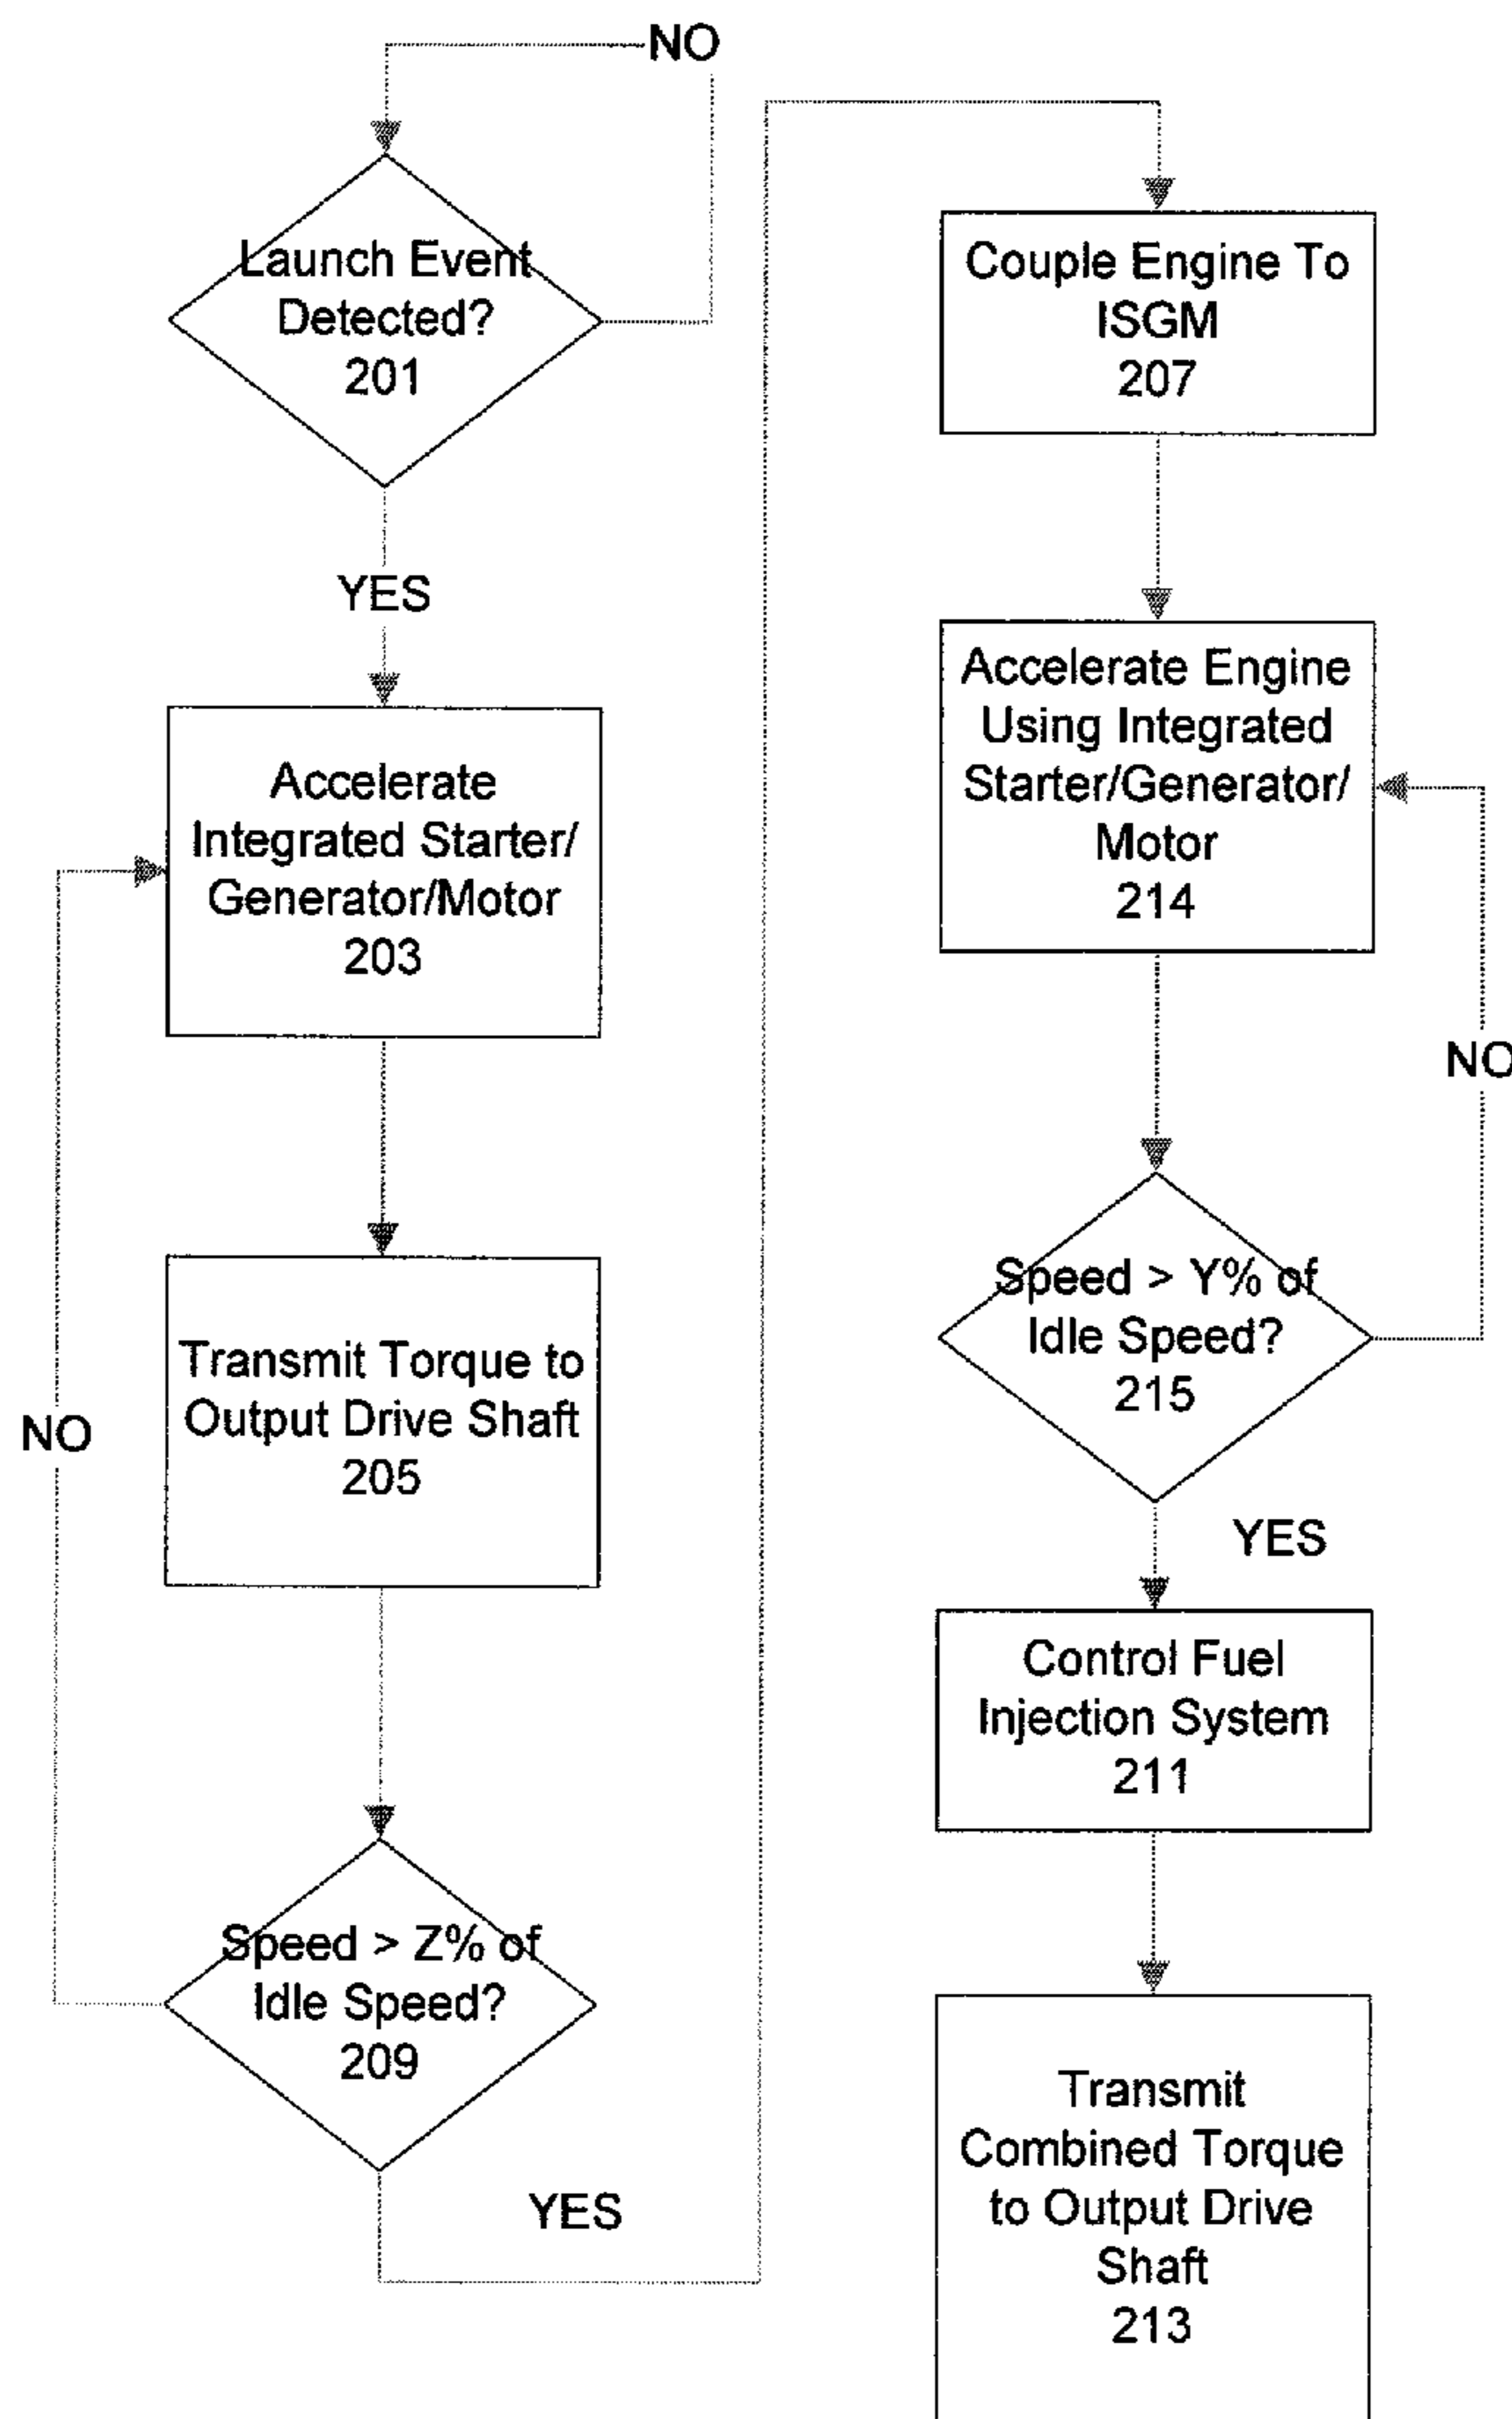 NO
Launch Event
Detected?
201
YES
Accelerate
Integrated Starter/
Generator/Motor
203
Transmit Torque to
Output Drive Shaft
205
NO
Speed > Z% of
Idle Speed?
209
YES
Couple Engine To
ISGM
207
Accelerate Engine
Using Integrated
Starter/Generator/
Motor
214
NO
Speed > Y% of
Idle Speed?
215
YES
Control Fuel
Injection System
211
Transmit
Combined Torque
to Output Drive
Shaft
213